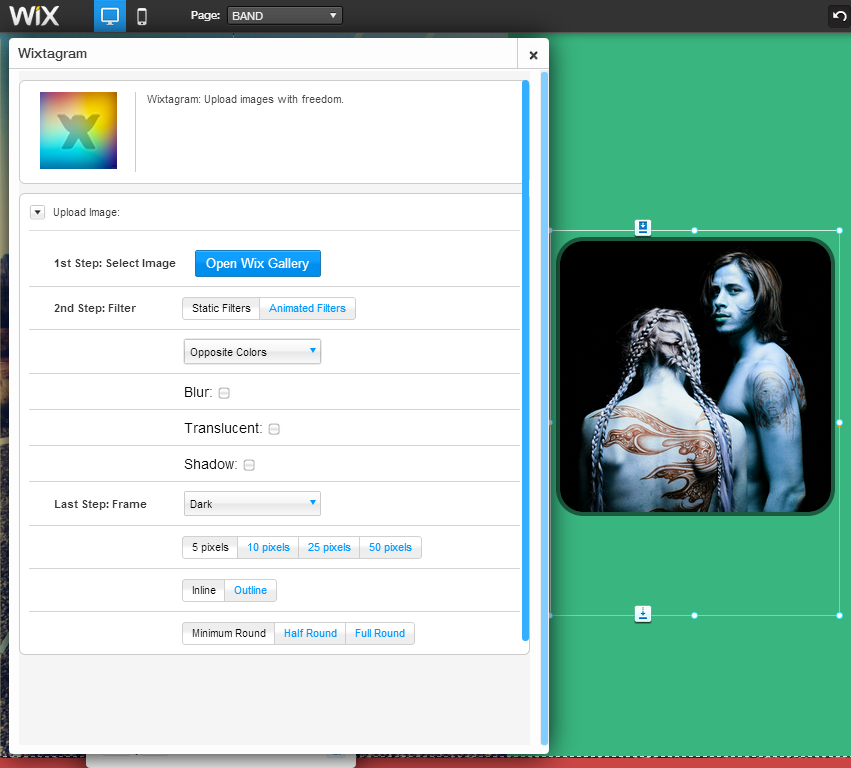 WiX
Page: BAND
Wixtagram
Wixtagram: Upload images with freedom.
Upload Image:
1st Step: Select Image Open Wix Gallery
2nd Step: Filter Static Filters Animated Filters
Opposite Colors
Blur:
Translucent:
Shadow:
Last Step: Frame Dark
5 pixels 10 pixels 25 pixels 50 pixels
Inline Outline
Minimum Round Half Round Full Round